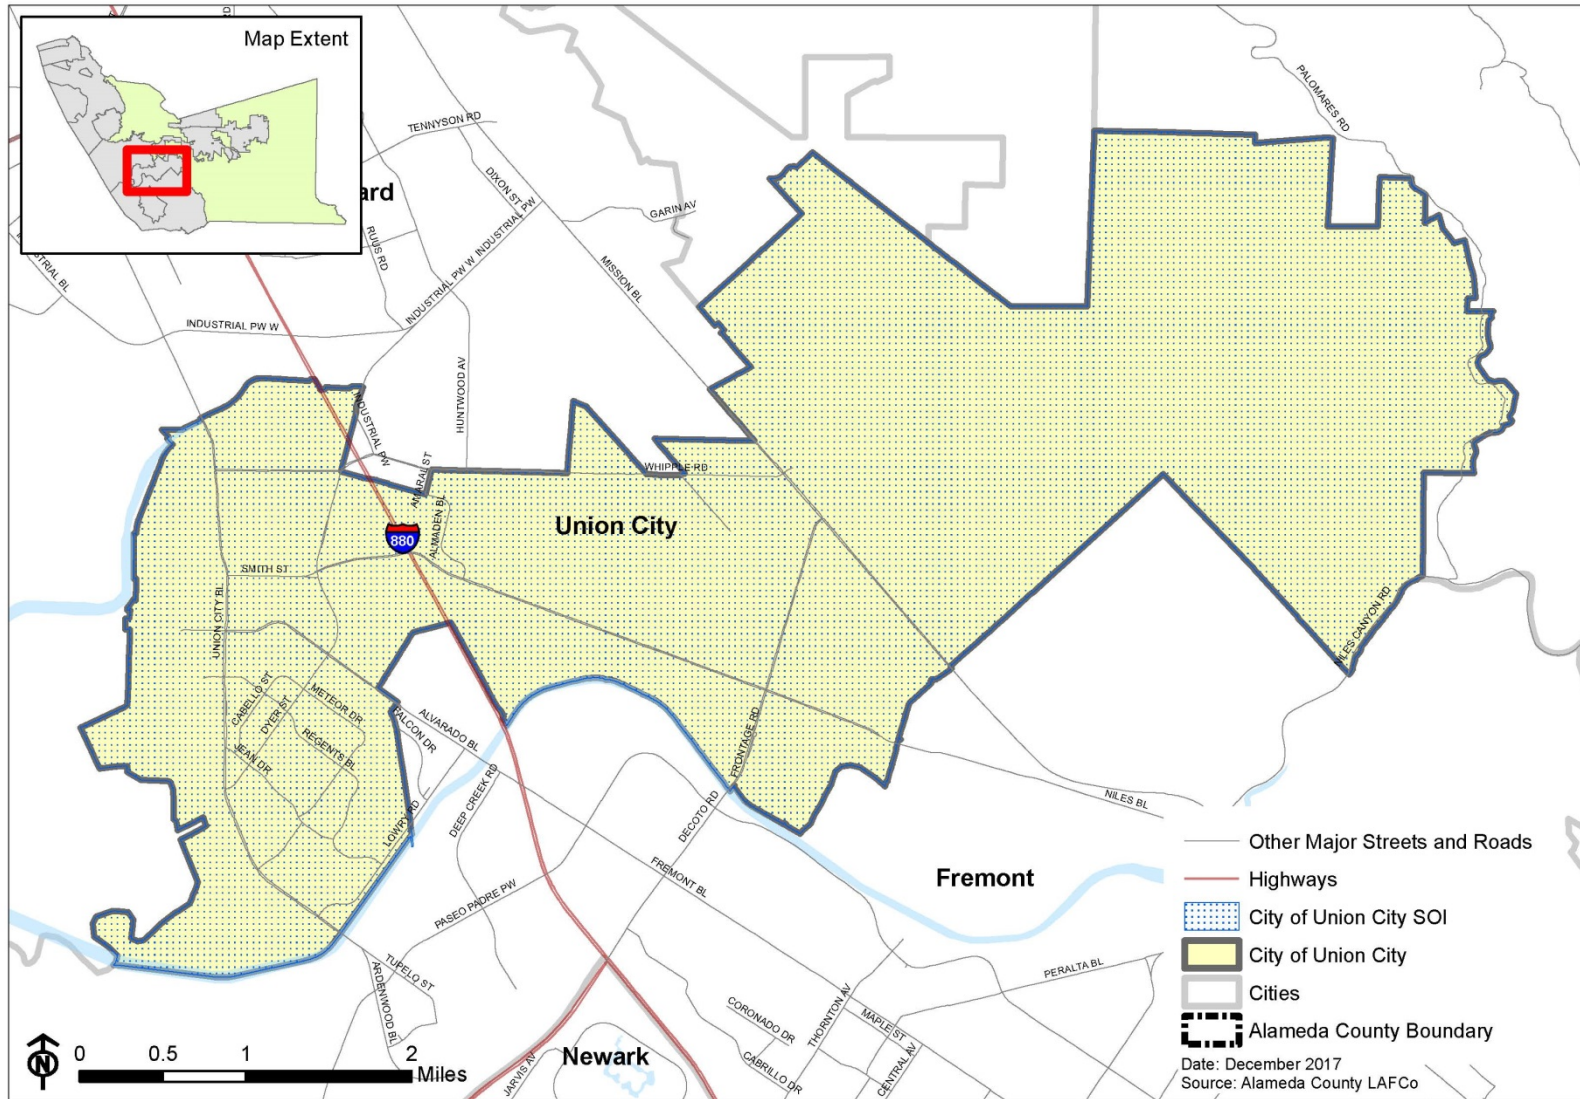 Map Extent
RD
ard
TENNYSON RD
DIXON ST
GARIN AV
RUUS RD
INDUSTRIAL PW W
INDUSTRIAL PW
MISSION BL
PALOMARES RD
INDUSTRIAL PW W
HUNTWOOD AV
INDUSTRIAL PW
AMARAL ST
WHIPPLE RD
ALMADEN BL
Union City
880
SMITH ST
UNION CITY BL
CABELLO ST
DYER ST
METEOR DR
REGENTS BL
JEAN DR
FALCON DR
ALVARADO BL
LOWRY RD
DEEP CREEK RD
FRONTAGE RD
NILES CANYON RD
DECOTO RD
NILES BL
FREMONT BL
PASEO PADRE PW
Fremont
TUPELO ST
ARDENWOOD BL
PERALTA BL
CORONADO DR
THORNTON AV
MAPLE ST
CABRILLO DR
CENTRAL AV
JARVIS AV
Newark
Other Major Streets and Roads
Highways
City of Union City SOI
City of Union City
Cities
Alameda County Boundary
Date: December 2017
Source: Alameda County LAFCo
N
0 0.5 1 2
Miles